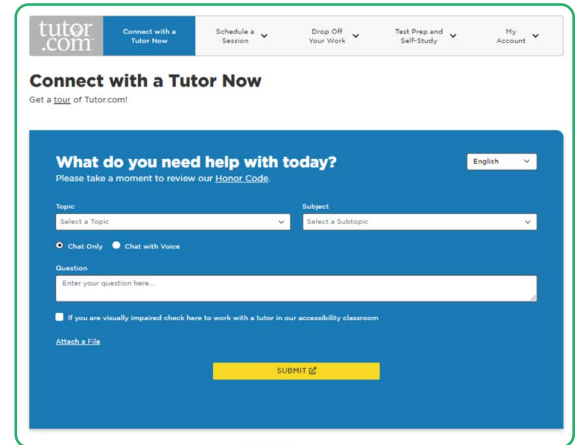 tutor
.com
Connect with a
Tutor Now
Schedule a
Session
Drop Off
Your Work
Test Prep and
Self-Study
My
Account
Connect with a Tutor Now
Get a tour of Tutor.com!
What do you need help with today?
English
Please take a moment to review our Honor Code.
Topic
Subject
Select a Topic
Select a Subtopic
Chat Only
Chat with Voice
Question
Enter your question here...
If you are visually impaired check here to work with a tutor in our accessibility classroom
Attach a File
SUBMIT